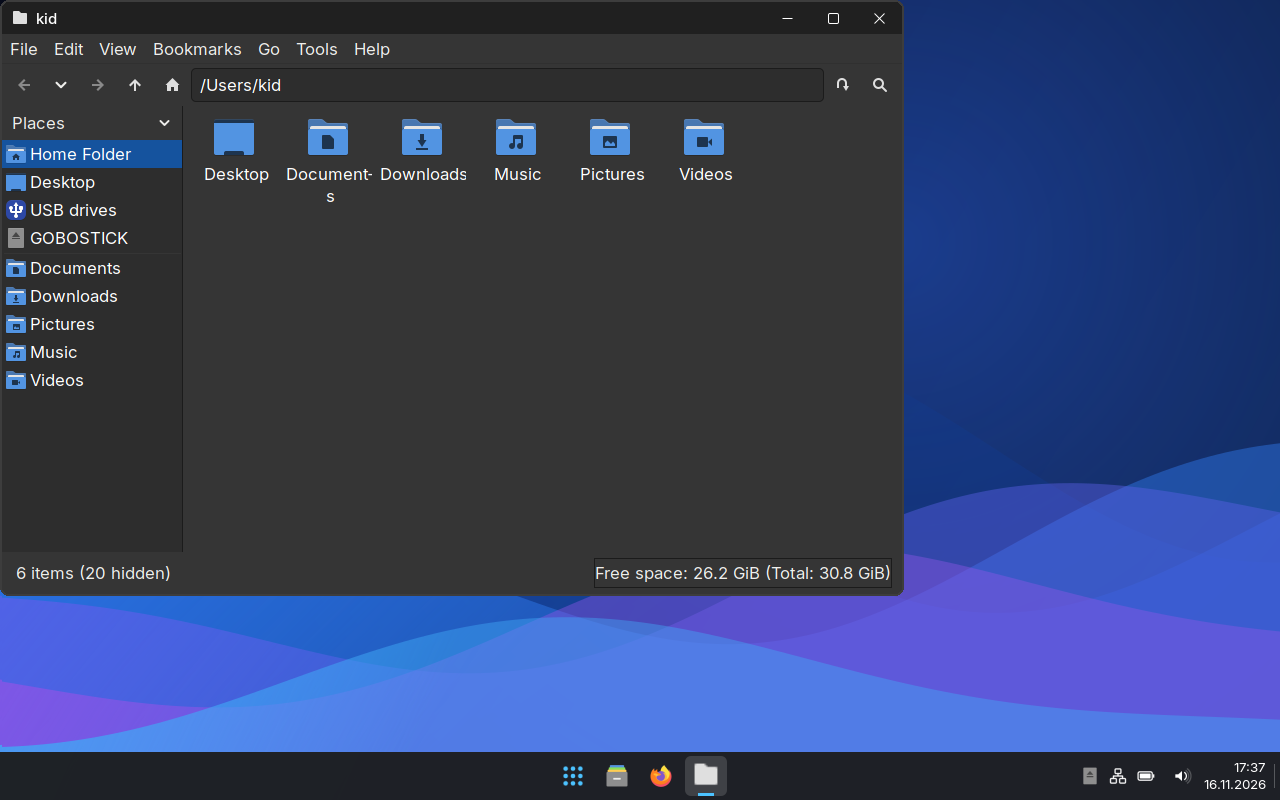 kid
File Edit View Bookmarks Go Tools Help
/Users/kid
Places
Home Folder
Desktop
USB drives
GOBOSTICK
Documents
Downloads
Pictures
Music
Videos
Desktop
Document-
s
Downloads
Music
Pictures
Videos
6 items (20 hidden)
Free space: 26.2 GiB (Total: 30.8 GiB)
17:37
16.11.2026